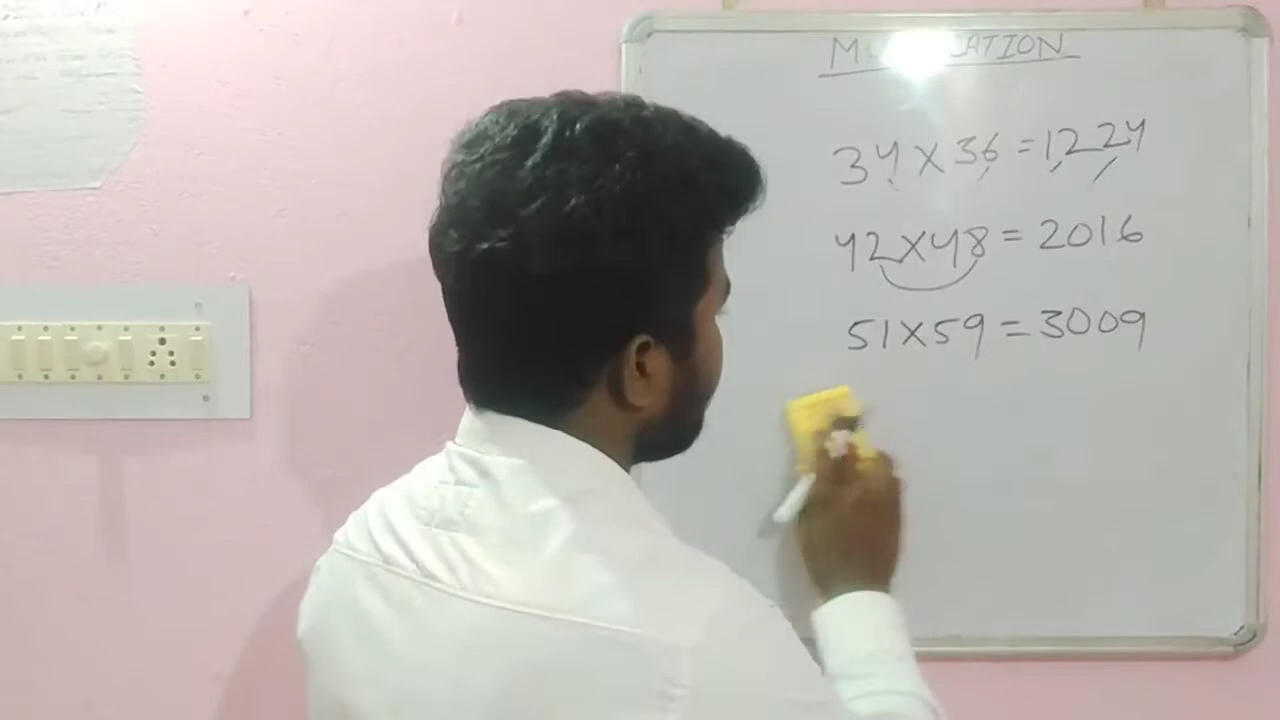 34 X 36 = 1224
42 X 48 = 2016
51 X 59 = 3009